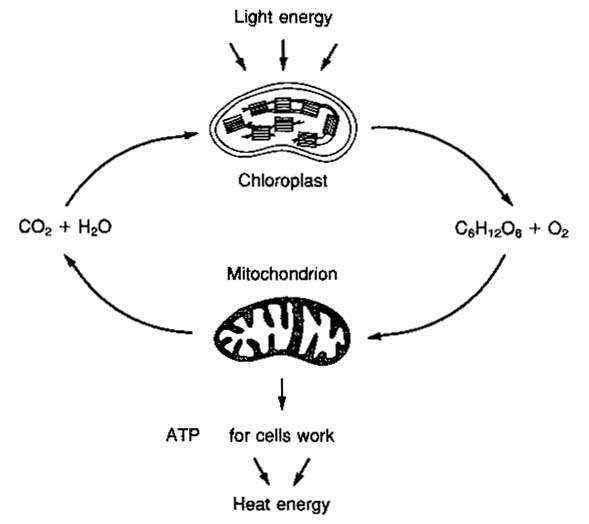 Light energy
Chloroplast
CO₂ + H₂O
C₆H₁₂O₆ + O₂
Mitochondrion
ATP for cells work
Heat energy